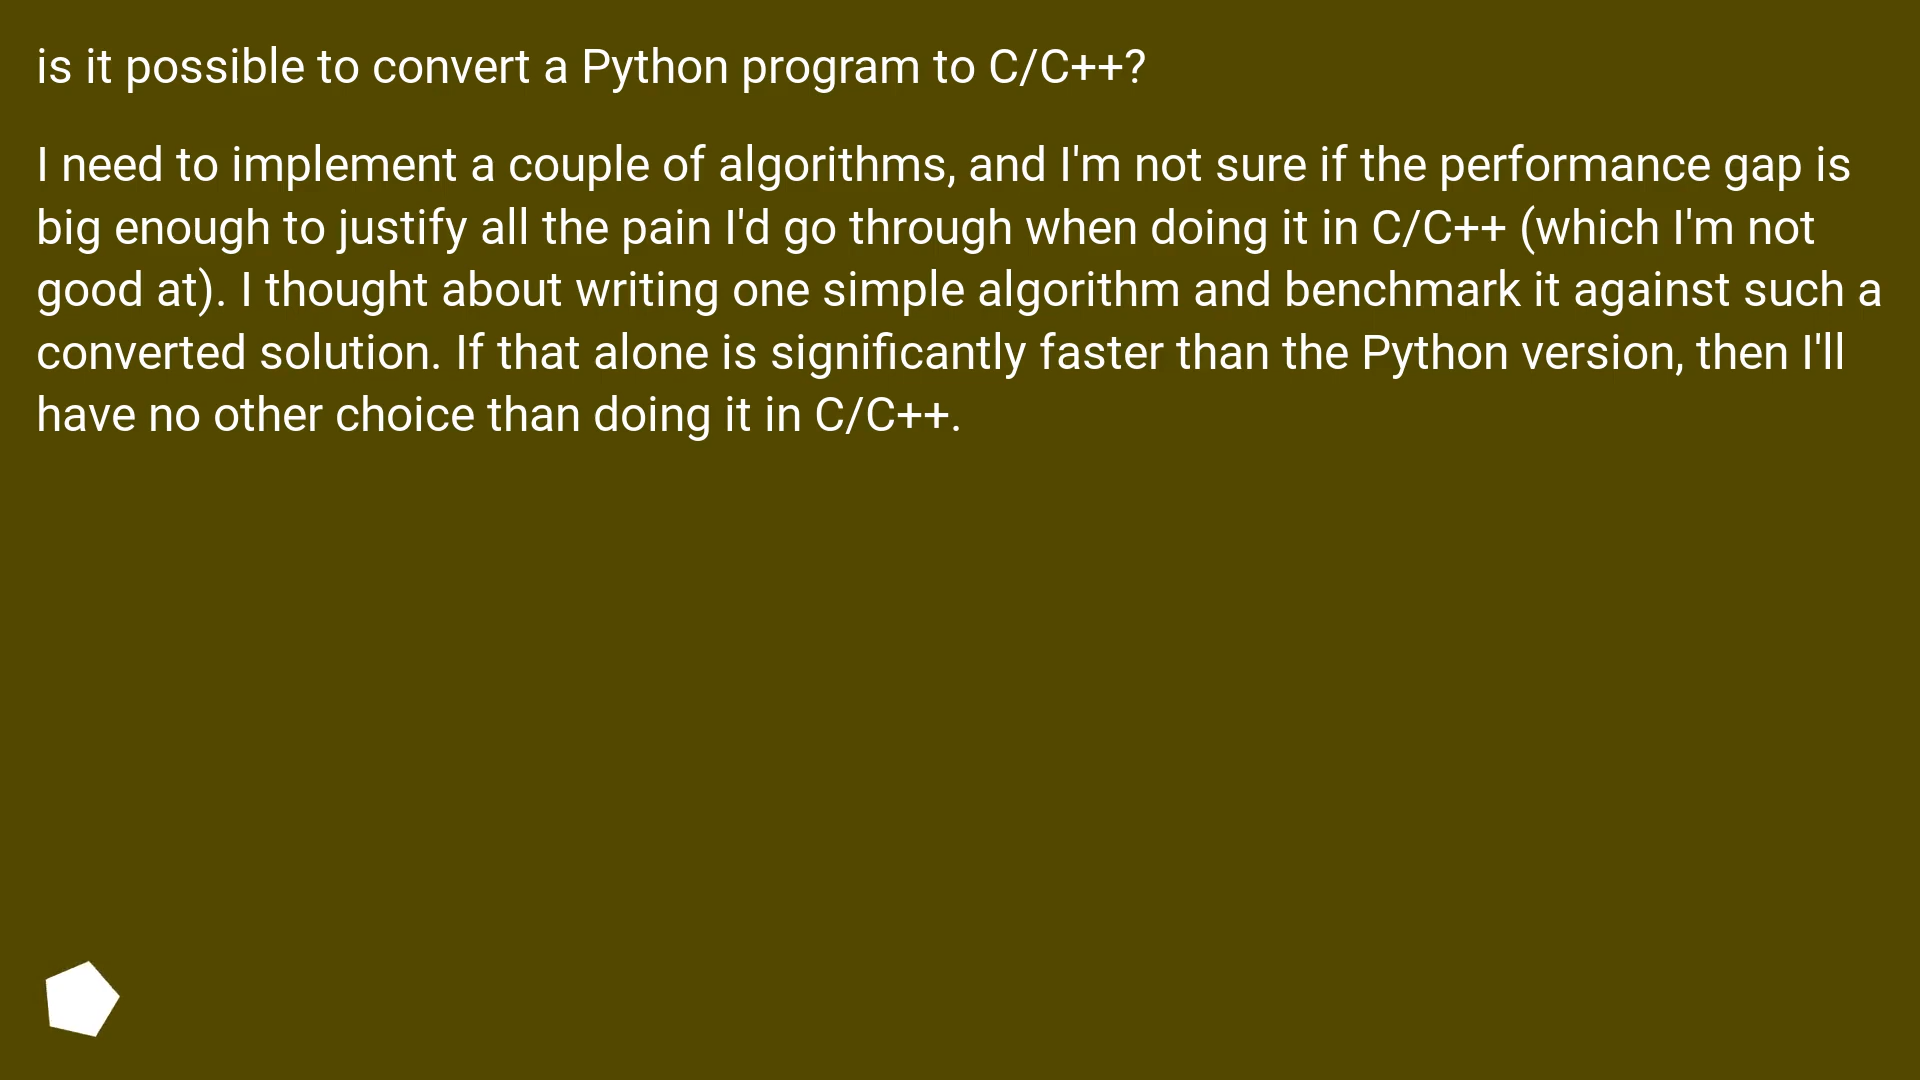 is it possible to convert a Python program to C/C++?
I need to implement a couple of algorithms, and I'm not sure if the performance gap is
big enough to justify all the pain I'd go through when doing it in C/C++ (which I'm not
good at). I thought about writing one simple algorithm and benchmark it against such a
converted solution. If that alone is significantly faster than the Python version, then I'll
have no other choice than doing it in C/C++.